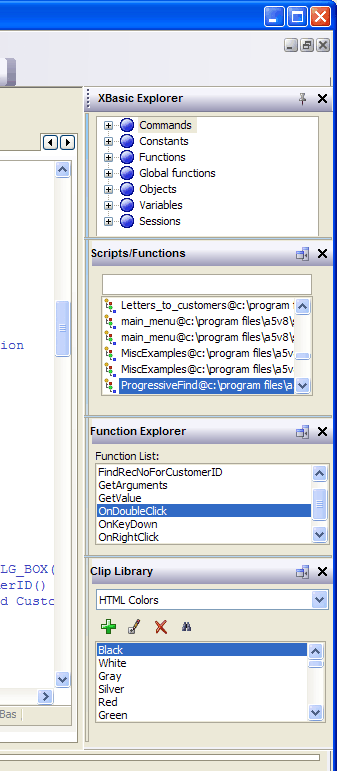 XBasic Explorer
Commands
Constants
Functions
Global functions
Objects
Variables
Sessions
Scripts/Functions
Letters_to_customers@c:\program
main_menu@c:\program files\a5v8\
main_menu@c:\program files\a5v8\
ion
MiscExamples@c:\program files\a5v
MiscExamples@c:\program files\a5v
ProgressiveFind@c:\program files\a
Function Explorer
Function List:
FindRecNoForCustomerID
GetArguments
GetValue
OnDoubleClick
OnKeyDown
OnRightClick
LG_BOX(
Clip Library
erID()
d Custo
HTML Colors
Black
White
Gray
Silver
Red
Green
Bas